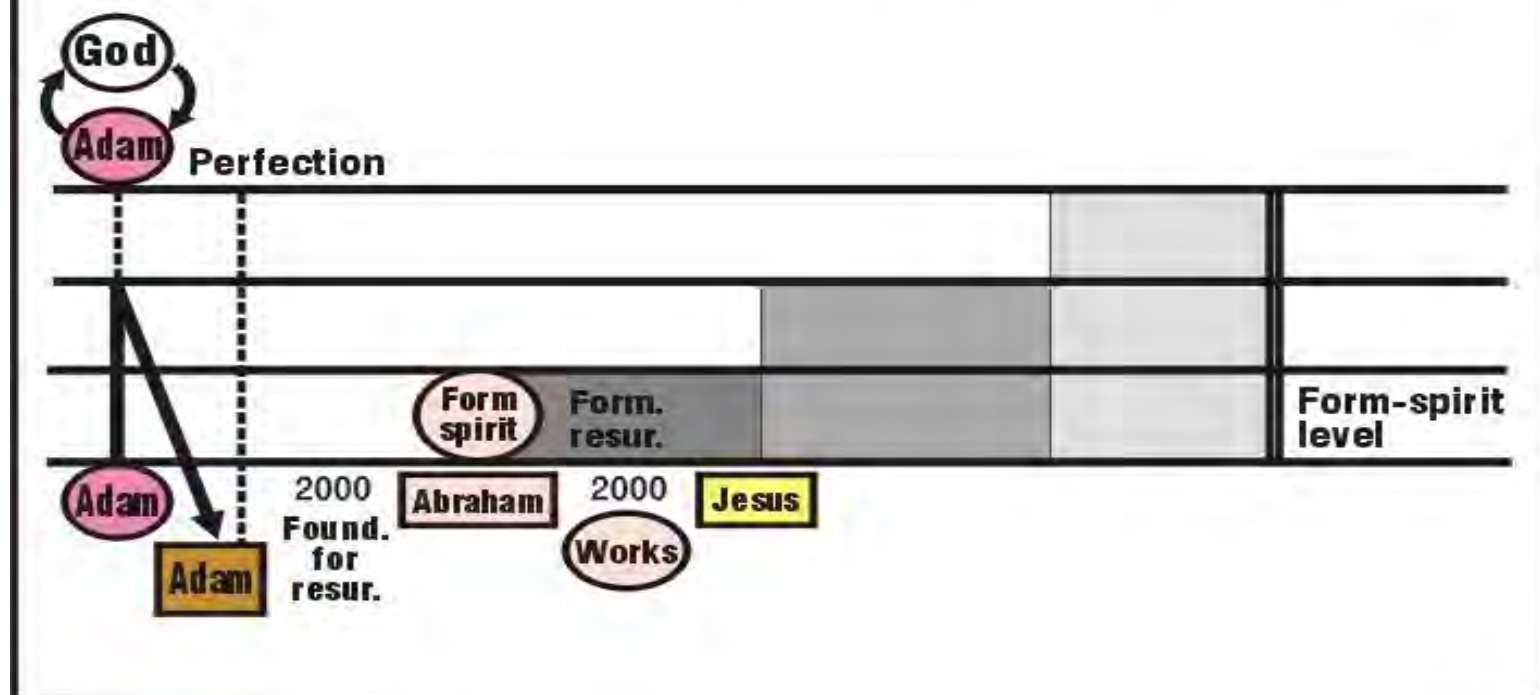 God
Adam
Perfection
Form
spirit
Form.
resur.
Form-spirit
level
Adam
2000
Found.
for
resur.
Abraham
2000
Works
Jesus
Adam